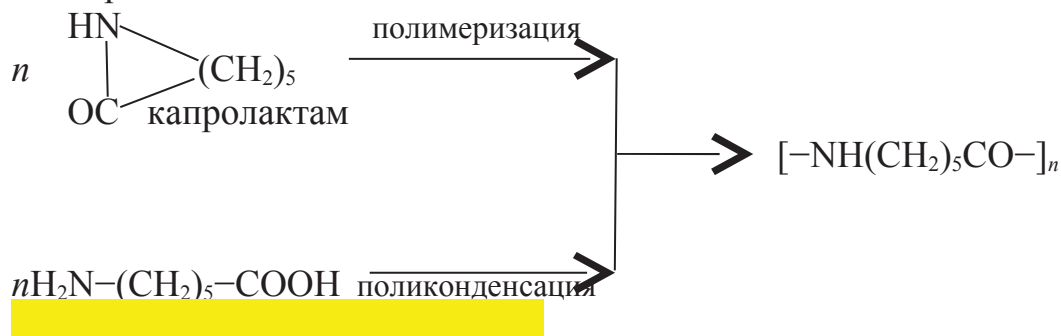 HN
полимеризация
n (CH₂)₅
OC капролактам
[−NH(CH₂)₅CO−]ₙ
nH₂N−(CH₂)₅−COOH поликонденсация